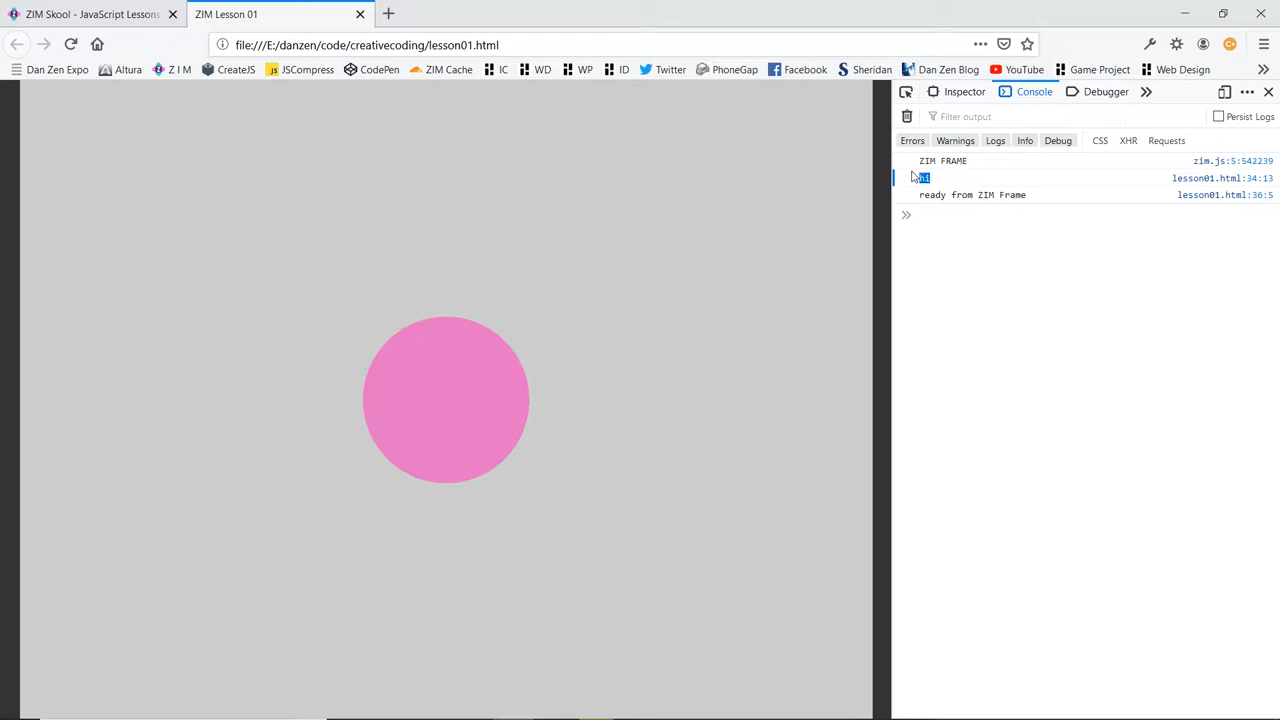 ZIM Skool - JavaScript Lessons
ZIM Lesson 01
file:///E:/danzen/code/creativecoding/lesson01.html
Dan Zen Expo Altura Z I M CreateJS JSCompress CodePen ZIM Cache IC WD WP ID Twitter PhoneGap Facebook Sheridan Dan Zen Blog YouTube Game Project Web Design
Inspector Console Debugger
Filter output Persist Logs
Errors Warnings Logs Info Debug CSS XHR Requests
ZIM FRAME zim.js:5:542239
hi lesson01.html:34:13
ready from ZIM Frame lesson01.html:36:5